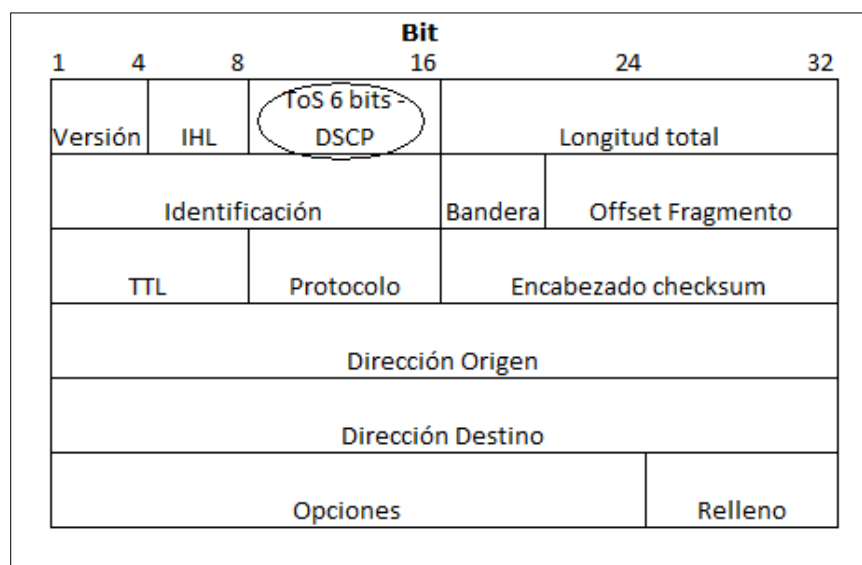 Bit
1 4 8 16 24 32
Versión IHL ToS 6 bits - DSCP Longitud total
Identificación Bandera Offset Fragmento
TTL Protocolo Encabezado checksum
Dirección Origen
Dirección Destino
Opciones Relleno